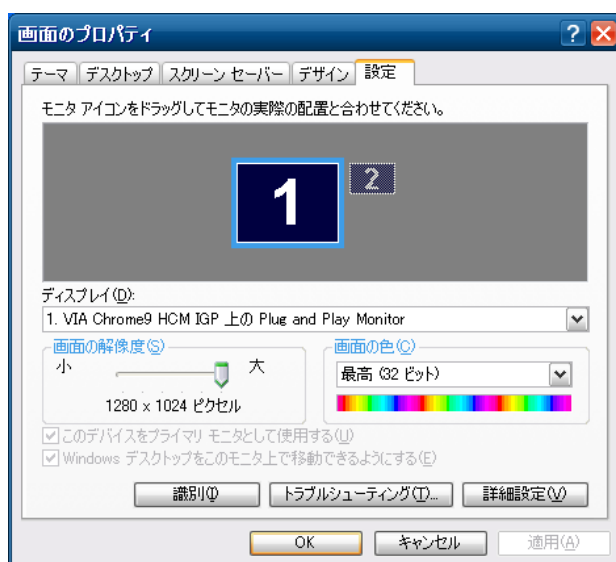 画面のプロパティ
テーマ デスクトップ スクリーン セーバー デザイン 設定
モニタ アイコンをドラッグしてモニタの実際の配置と合わせてください。
1 2
ディスプレイ(D):
1. VIA Chrome9 HCM IGP 上の Plug and Play Monitor
画面の解像度(S) 画面の色(C)
小 大 最高 (32 ビット)
1280 x 1024 ピクセル
このデバイスをプライマリ モニタとして使用する(U)
Windows デスクトップをこのモニタ上で移動できるようにする(E)
識別(I) トラブルシューティング(T)... 詳細設定(V)
OK キャンセル 適用(A)